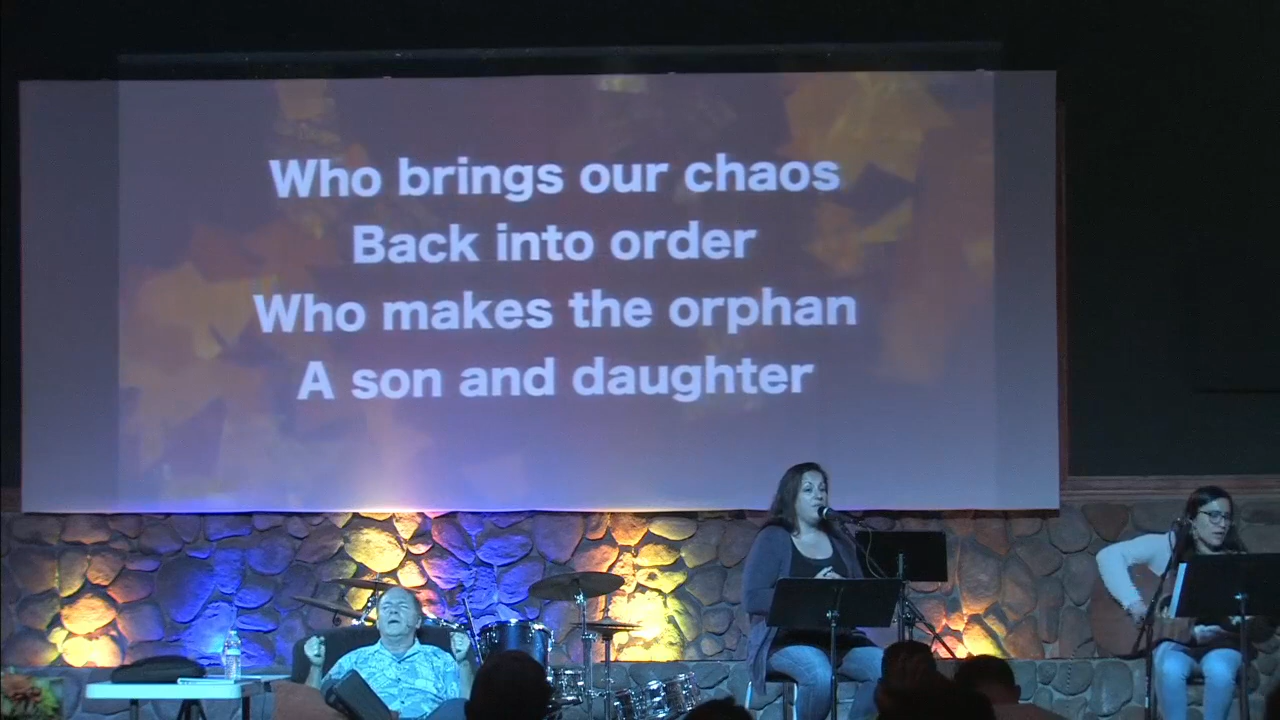 Who brings our chaos
Back into order
Who makes the orphan
A son and daughter